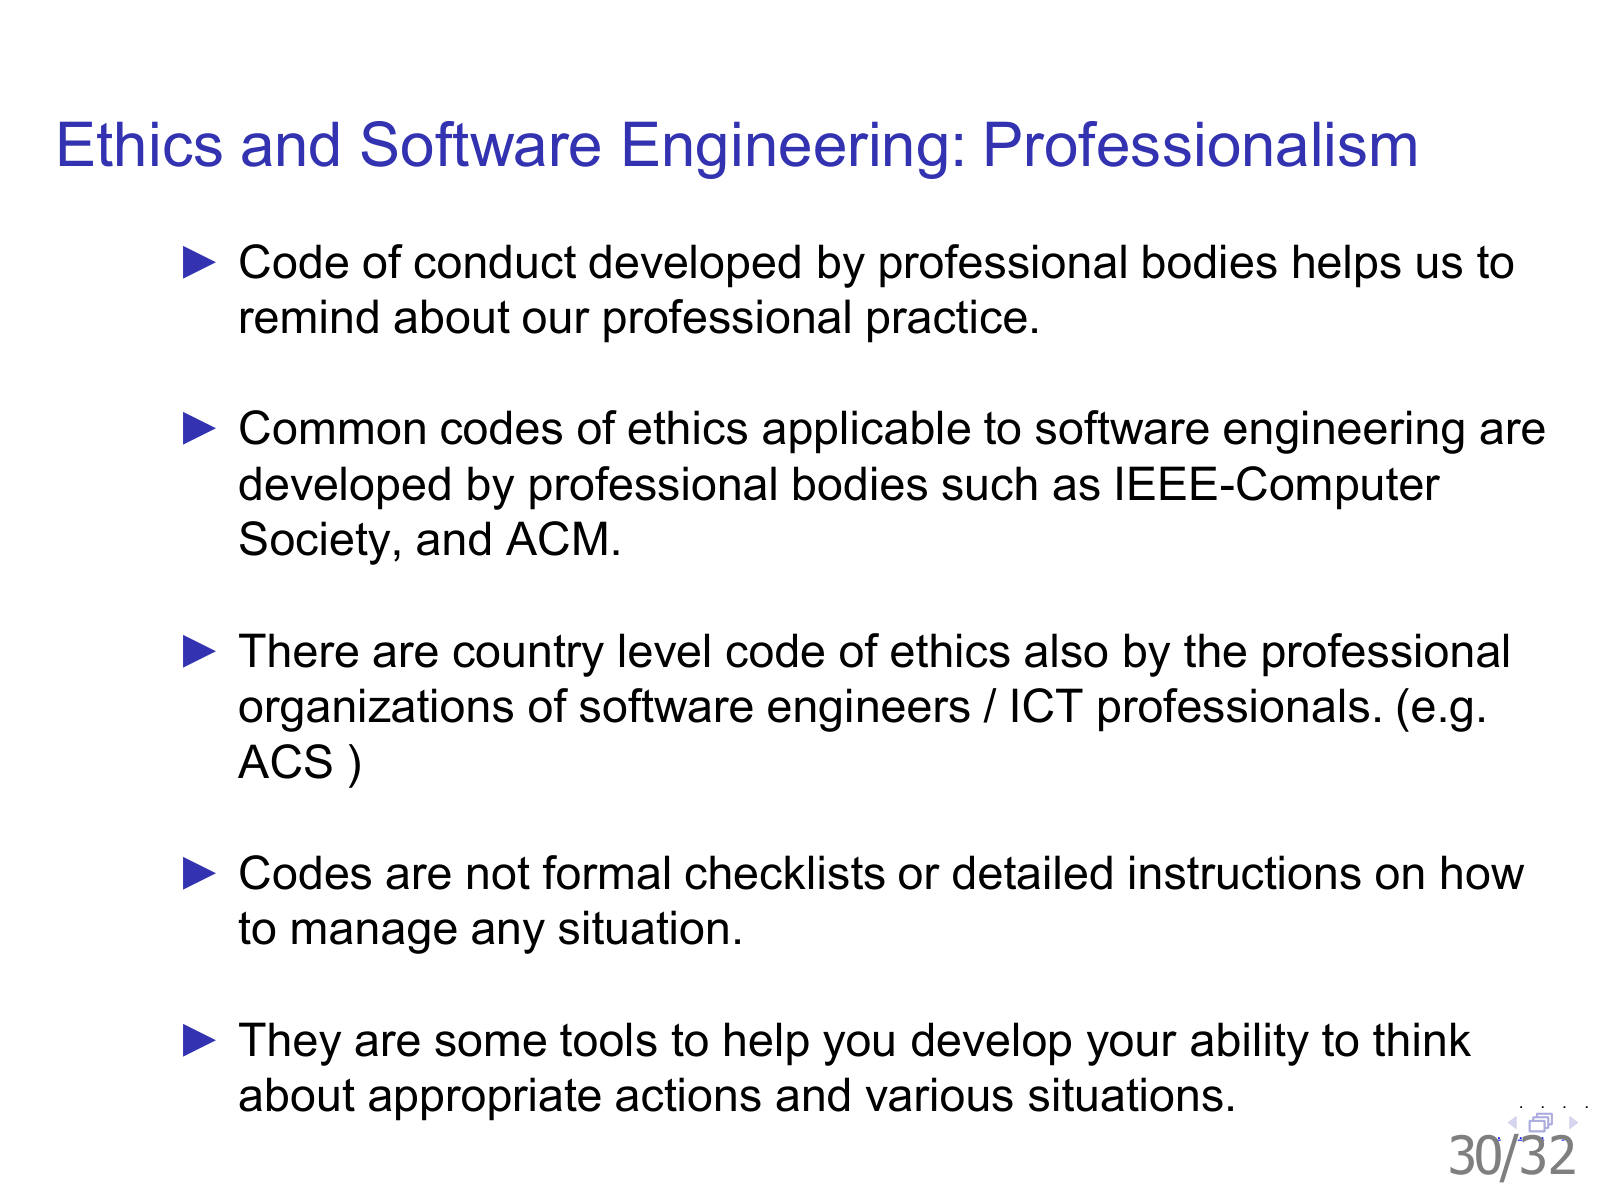 Ethics and Software Engineering: Professionalism
► Code of conduct developed by professional bodies helps us to
remind about our professional practice.
► Common codes of ethics applicable to software engineering are
developed by professional bodies such as IEEE-Computer
Society, and ACM.
► There are country level code of ethics also by the professional
organizations of software engineers / ICT professionals. (e.g.
ACS )
► Codes are not formal checklists or detailed instructions on how
to manage any situation.
► They are some tools to help you develop your ability to think
about appropriate actions and various situations.
30/32